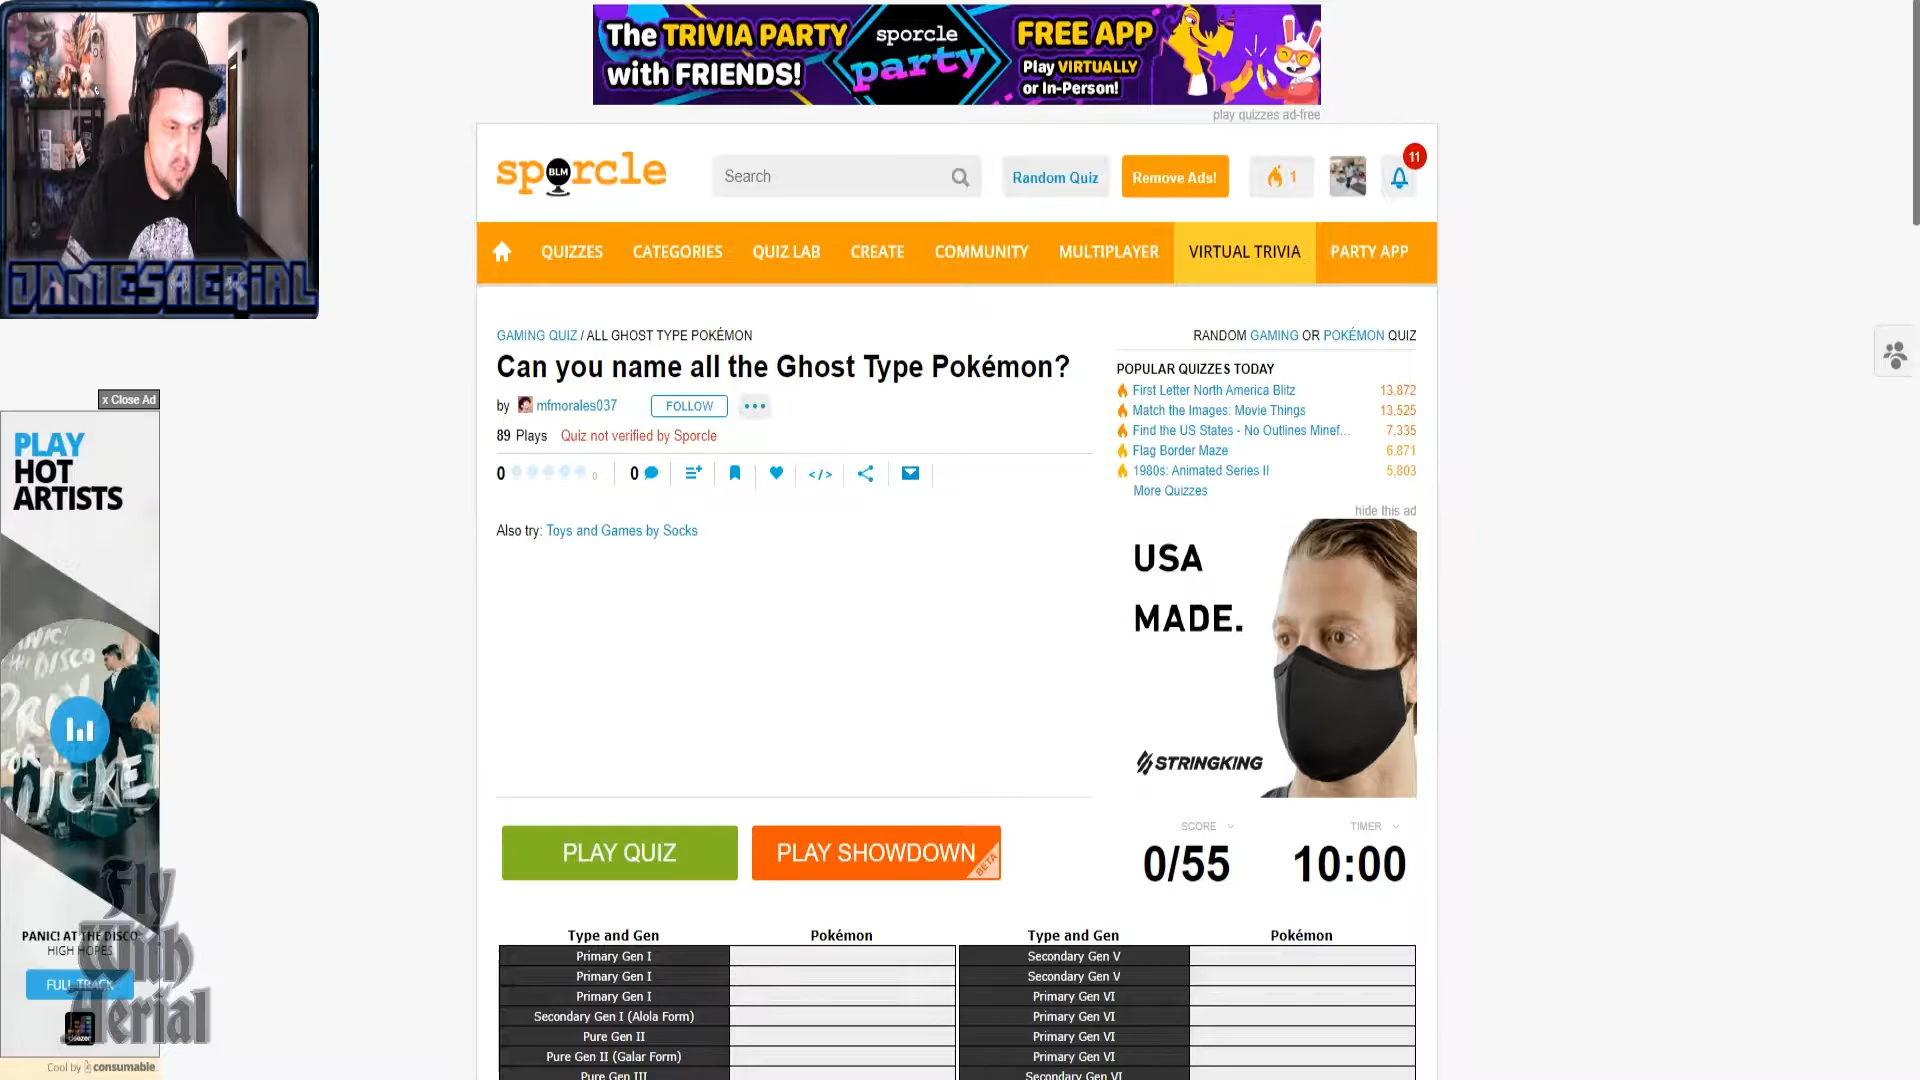 The TRIVIA PARTY
with FRIENDS!
sporcle
party
FREE APP
Play VIRTUALLY
or In-Person!
play quizzes ad-free
sporcle
BLM
Search
Random Quiz
Remove Ads!
1
11
JAMESAERIAL
QUIZZES
CATEGORIES
QUIZ LAB
CREATE
COMMUNITY
MULTIPLAYER
VIRTUAL TRIVIA
PARTY APP
GAMING QUIZ / ALL GHOST TYPE POKÉMON
RANDOM GAMING OR POKÉMON QUIZ
Can you name all the Ghost Type Pokémon?
by mfmorales037
FOLLOW
89 Plays Quiz not verified by Sporcle
0
0
0
</>
Also try: Toys and Games by Socks
POPULAR QUIZZES TODAY
First Letter North America Blitz 13,872
Match the Images: Movie Things 13,525
Find the US States - No Outlines Minef... 7,335
Flag Border Maze 6,871
1980s: Animated Series II 5,803
More Quizzes
hide this ad
USA
MADE.
STRINGKING
x Close Ad
PLAY
HOT
ARTISTS
PANIC! AT THE DISCO
HIGH HOPES
FULL TRACK
deezer
Cool by consumable
Fly
With
Aerial
PLAY QUIZ
PLAY SHOWDOWN
BETA
SCORE
0/55
TIMER
10:00
Type and Gen Pokémon Type and Gen Pokémon
Primary Gen I Secondary Gen V
Primary Gen I Secondary Gen V
Primary Gen I Primary Gen VI
Secondary Gen I (Alola Form) Primary Gen VI
Pure Gen II Primary Gen VI
Pure Gen II (Galar Form) Primary Gen VI
Pure Gen III Secondary Gen VI